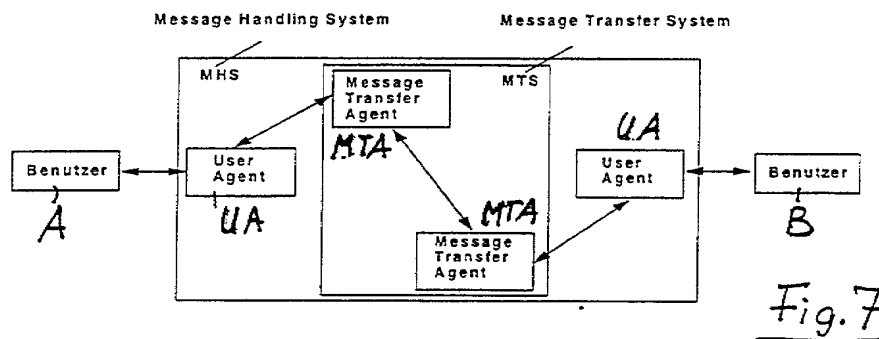 Message Handling System
Message Transfer System
MHS
MTS
Message
Transfer
Agent
MTA
UA
Benutzer
A
User
Agent
UA
User
Agent
Benutzer
B
MTA
Message
Transfer
Agent
Fig. 7